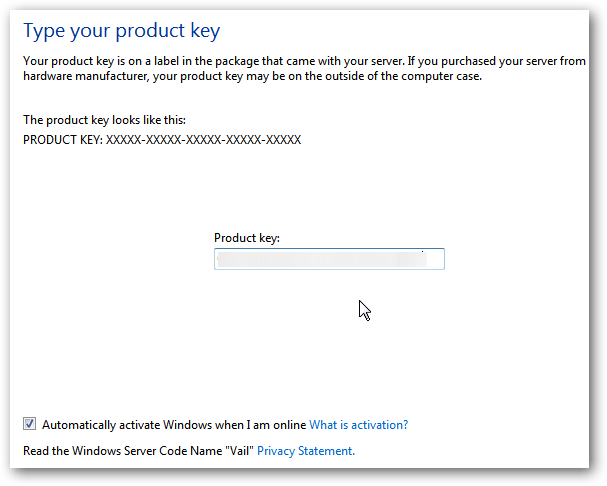 Type your product key
Your product key is on a label in the package that came with your server. If you purchased your server from
hardware manufacturer, your product key may be on the outside of the computer case.
The product key looks like this:
PRODUCT KEY: XXXXX-XXXXX-XXXXX-XXXXX-XXXXX
Product key:
Automatically activate Windows when I am online What is activation?
Read the Windows Server Code Name "Vail" Privacy Statement.